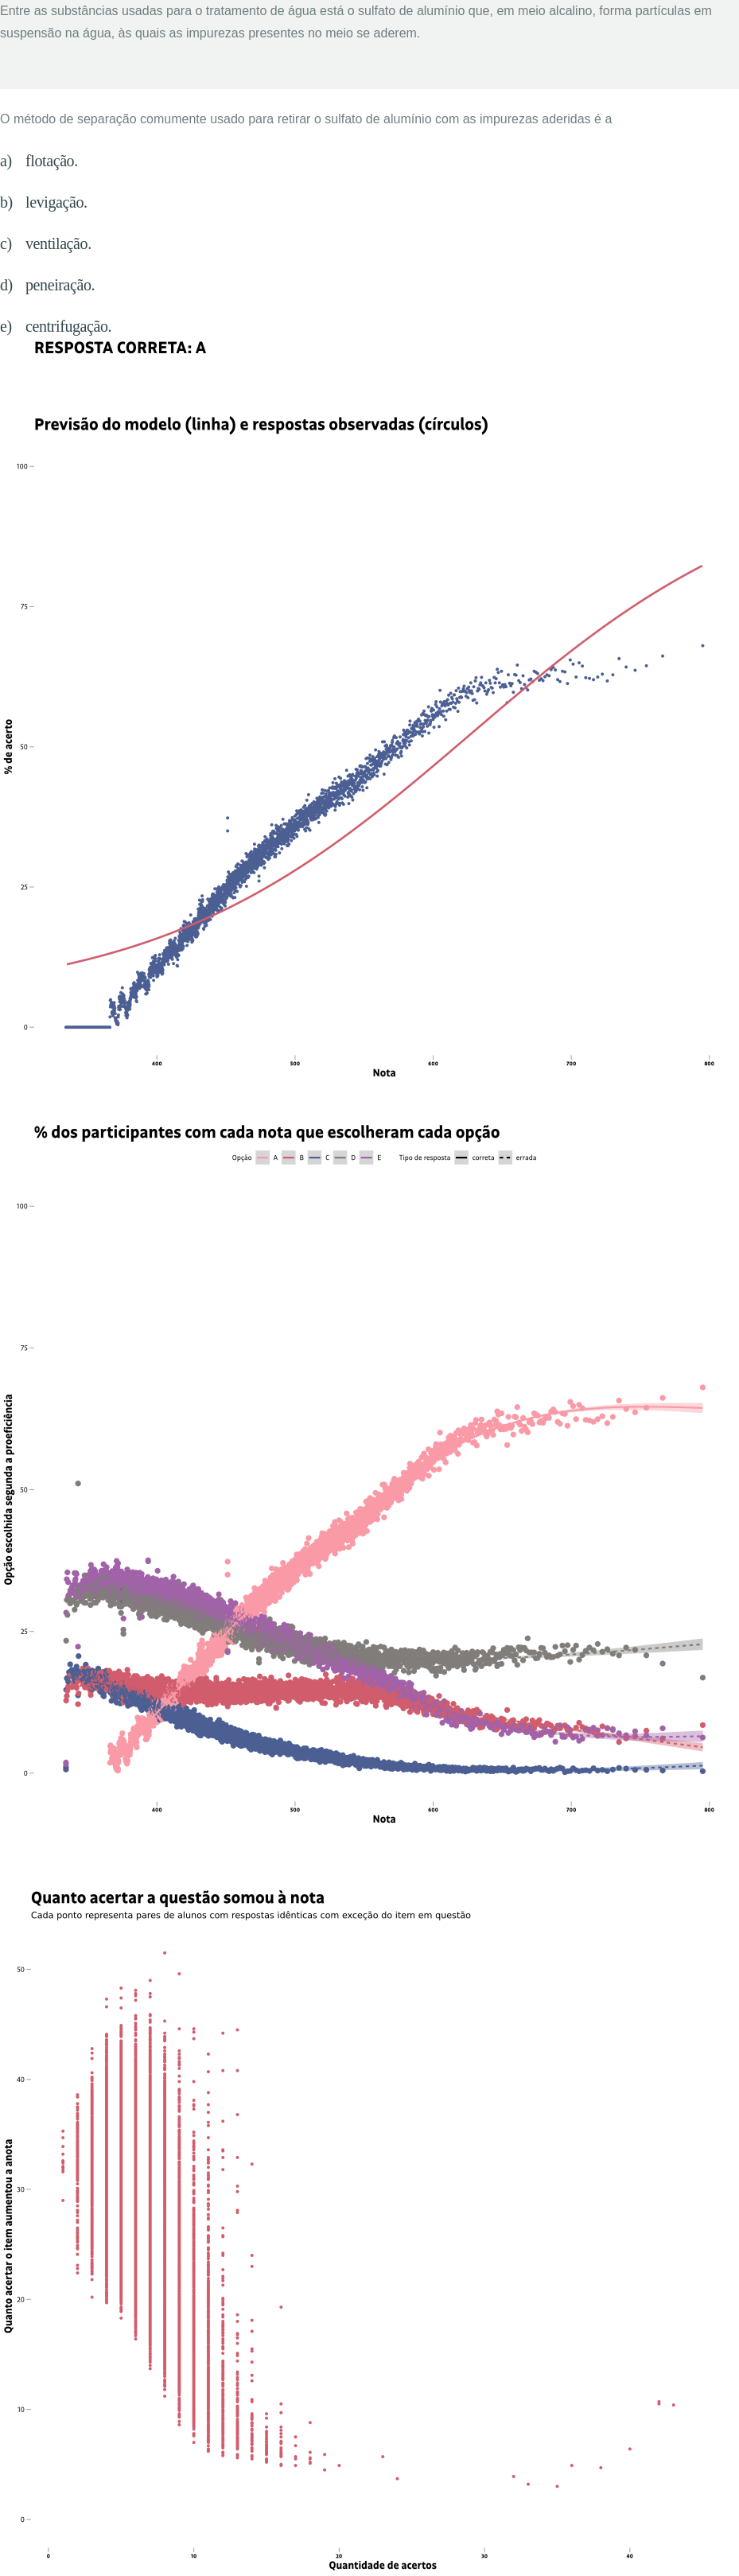 Entre as substâncias usadas para o tratamento de água está o sulfato de alumínio que, em meio alcalino, forma partículas em
suspensão na água, às quais as impurezas presentes no meio se aderem.
O método de separação comumente usado para retirar o sulfato de alumínio com as impurezas aderidas é a
a) flotação.
b) levigação.
c) ventilação.
d) peneiração.
e) centrifugação.
RESPOSTA CORRETA: A
Previsão do modelo (linha) e respostas observadas (círculos)
100
75
50
25
0
% de acerto
400 500 600 700 800
Nota
% dos participantes com cada nota que escolheram cada opção
Opção A B C D E Tipo de resposta correta errada
100
75
50
25
0
Opção escolhida segunda a proeficiência
400 500 600 700 800
Nota
Quanto acertar a questão somou à nota
Cada ponto representa pares de alunos com respostas idênticas com exceção do item em questão
50
40
30
20
10
0
Quanto acertar o item aumentou a anota
0 10 20 30 40
Quantidade de acertos